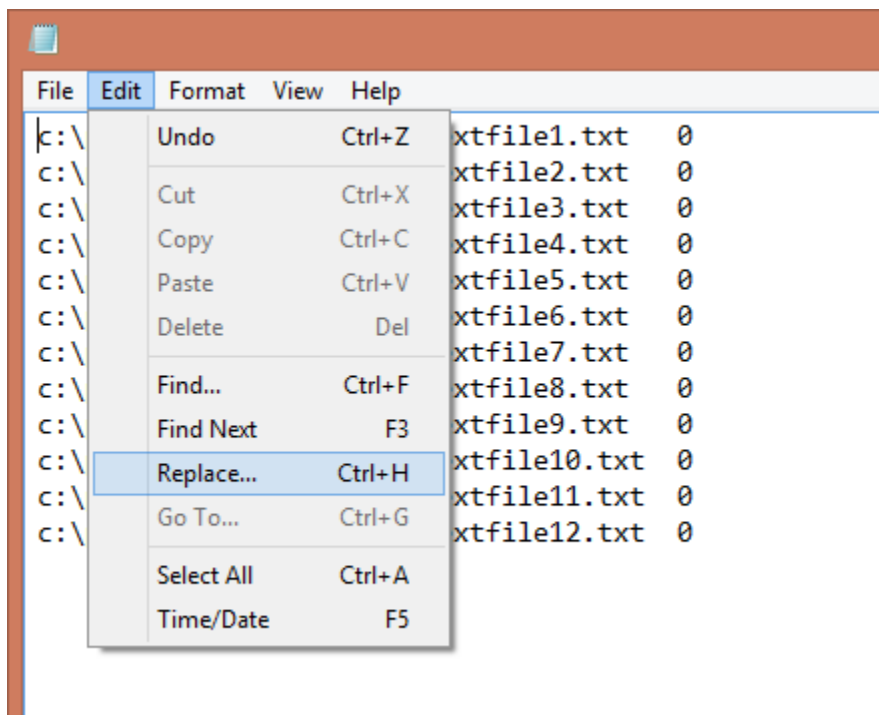 File Edit Format View Help
c:\ xtfile1.txt 0
c:\ xtfile2.txt 0
c:\ xtfile3.txt 0
c:\ xtfile4.txt 0
c:\ xtfile5.txt 0
c:\ xtfile6.txt 0
c:\ xtfile7.txt 0
c:\ xtfile8.txt 0
c:\ xtfile9.txt 0
c:\ xtfile10.txt 0
c:\ xtfile11.txt 0
c:\ xtfile12.txt 0
Undo Ctrl+Z
Cut Ctrl+X
Copy Ctrl+C
Paste Ctrl+V
Delete Del
Find... Ctrl+F
Find Next F3
Replace... Ctrl+H
Go To... Ctrl+G
Select All Ctrl+A
Time/Date F5